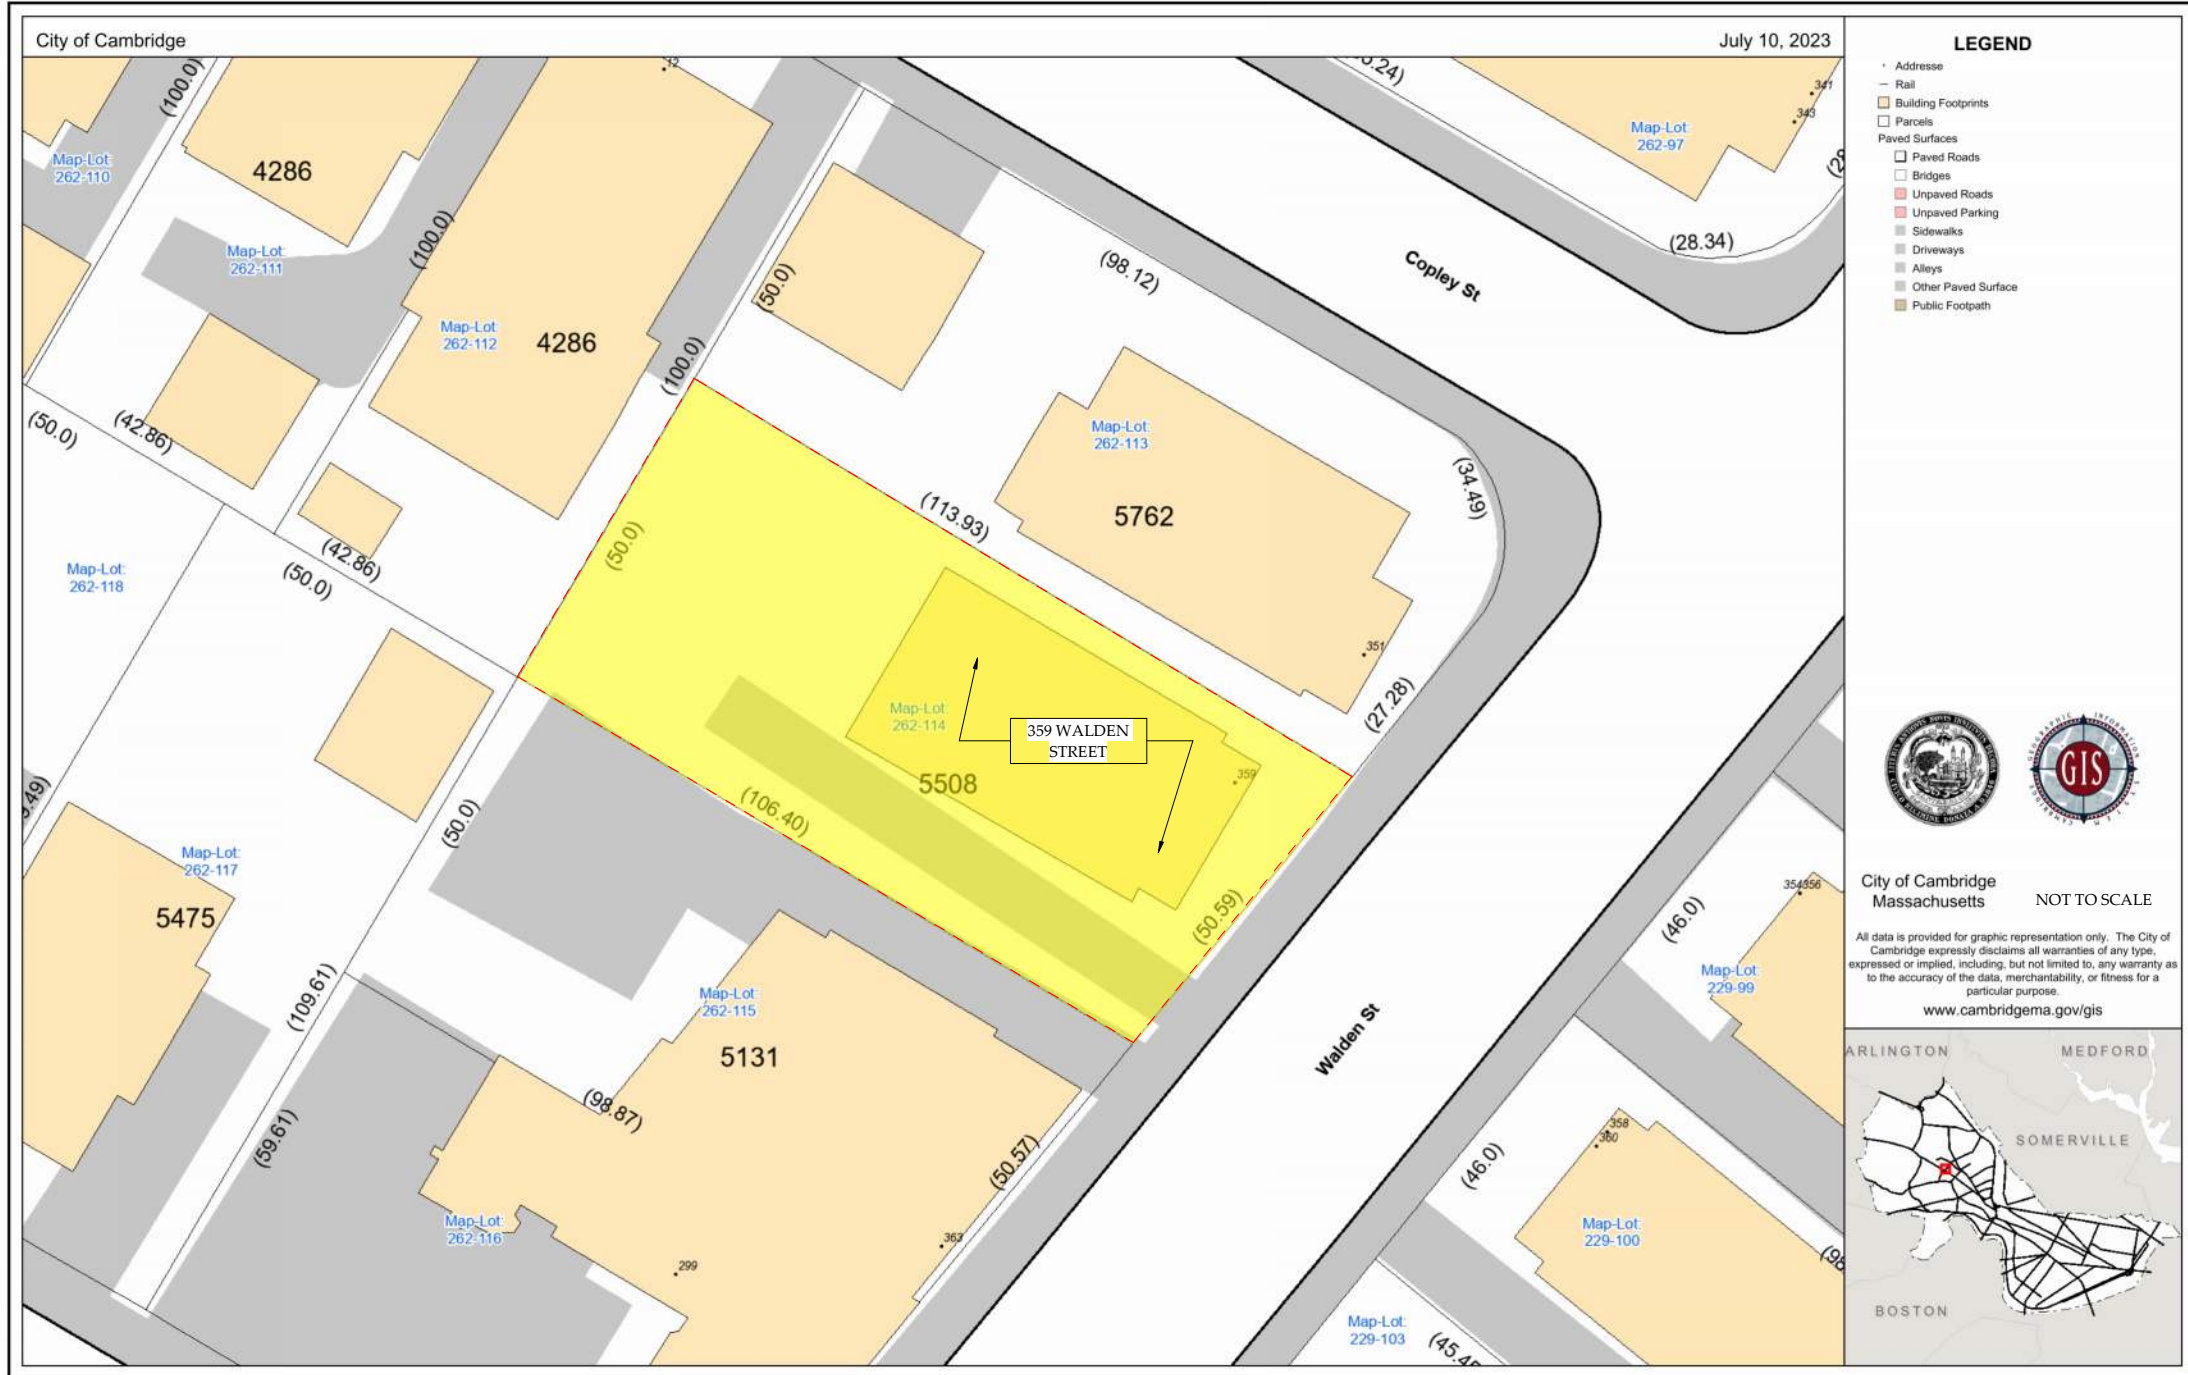 City of Cambridge
July 10, 2023
12
(100.0)
341
343
Map-Lot:
262-97
Map-Lot:
262-110
4286
(100.0)
Map-Lot:
262-111
(98.12)
Copley St
(28.34)
(50.0)
Map-Lot:
262-112
4286
(100.0)
(50.0)
(42.86)
Map-Lot:
262-113
5762
(34.49)
(113.93)
(50.0)
(42.86)
(50.0)
Map-Lot:
262-118
351
(27.28)
Map-Lot:
262-114
359 WALDEN
STREET
359
5508
(106.40)
(50.0)
(50.59)
Map-Lot:
262-117
5475
354356
(46.0)
Map-Lot:
229-99
(109.61)
Map-Lot:
262-115
5131
Walden St
(98.87)
(59.61)
(50.57)
358
360
(46.0)
Map-Lot:
262-116
363
299
Map-Lot:
229-100
Map-Lot:
229-103
LEGEND
Addresse
Rail
Building Footprints
Parcels
Paved Surfaces
Paved Roads
Bridges
Unpaved Roads
Unpaved Parking
Sidewalks
Driveways
Alleys
Other Paved Surface
Public Footpath
GIS
City of Cambridge
Massachusetts
NOT TO SCALE
All data is provided for graphic representation only. The City of
Cambridge expressly disclaims all warranties of any type,
expressed or implied, including, but not limited to, any warranty as
to the accuracy of the data, merchantability, or fitness for a
particular purpose.
www.cambridgema.gov/gis
ARLINGTON
MEDFORD
SOMERVILLE
BOSTON